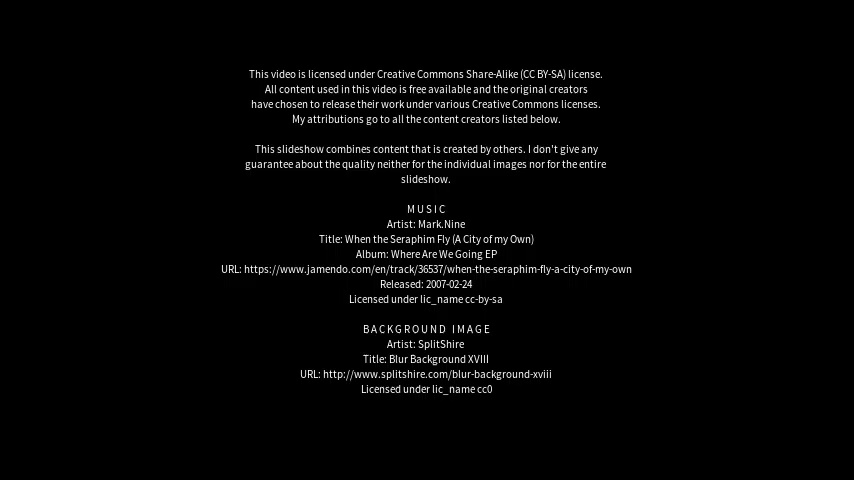 This video is licensed under Creative Commons Share-Alike (CC BY-SA) license.
All content used in this video is free available and the original creators
have chosen to release their work under various Creative Commons licenses.
My attributions go to all the content creators listed below.
This slideshow combines content that is created by others. I don't give any
guarantee about the quality neither for the individual images nor for the entire
slideshow.
MUSIC
Artist: Mark.Nine
Title: When the Seraphim Fly (A City of my Own)
Album: Where Are We Going EP
URL: https://www.jamendo.com/en/track/36537/when-the-seraphim-fly-a-city-of-my-own
Released: 2007-02-24
Licensed under lic_name cc-by-sa
BACKGROUND IMAGE
Artist: SplitShire
Title: Blur Background XVIII
URL: http://www.splitshire.com/blur-background-xviii
Licensed under lic_name cc0